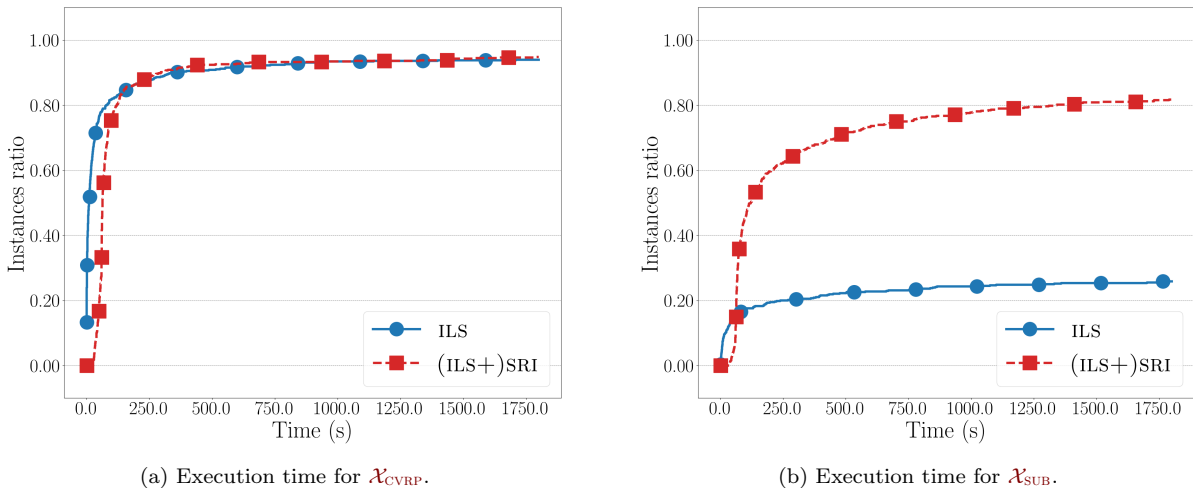 1.00
0.80
0.60
0.40
0.20
0.00
Instances ratio
0.0 250.0 500.0 750.0 1000.0 1250.0 1500.0 1750.0
Time (s)
ILS
(ILS+)SRI
(a) Execution time for 𝒳CVRP.
1.00
0.80
0.60
0.40
0.20
0.00
Instances ratio
0.0 250.0 500.0 750.0 1000.0 1250.0 1500.0 1750.0
Time (s)
ILS
(ILS+)SRI
(b) Execution time for 𝒳SUB.